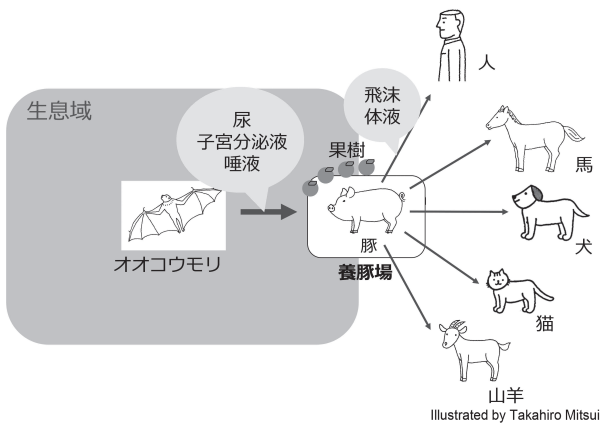 生息域
尿
子宮分泌液
唾液
飛沫
体液
人
果樹
馬
オオコウモリ
豚
養豚場
犬
猫
山羊
Illustrated by Takahiro Mitsui